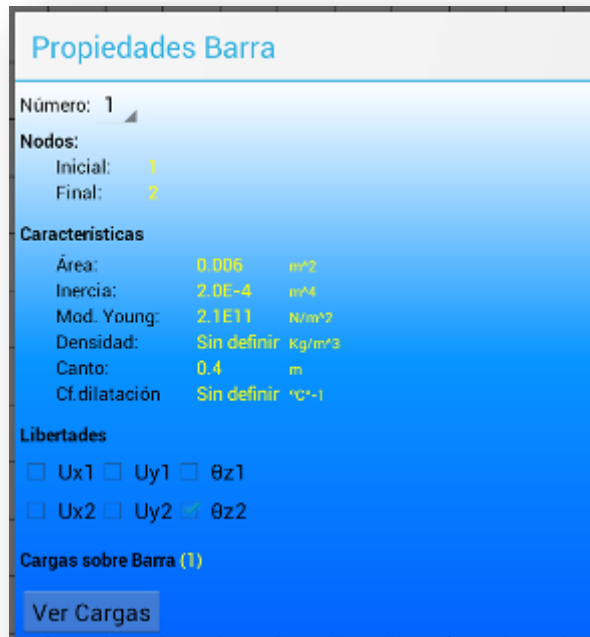 Propiedades Barra
Número: 1
Nodos:
Inicial: 1
Final: 2
Características
Área: 0.006 m^2
Inercia: 2.0E-4 m^4
Mod. Young: 2.1E11 N/m^2
Densidad: Sin definir Kg/m^3
Canto: 0.4 m
Cf.dilatación Sin definir ºC^-1
Libertades
Ux1 Uy1 θz1
Ux2 Uy2 θz2
Cargas sobre Barra (1)
Ver Cargas